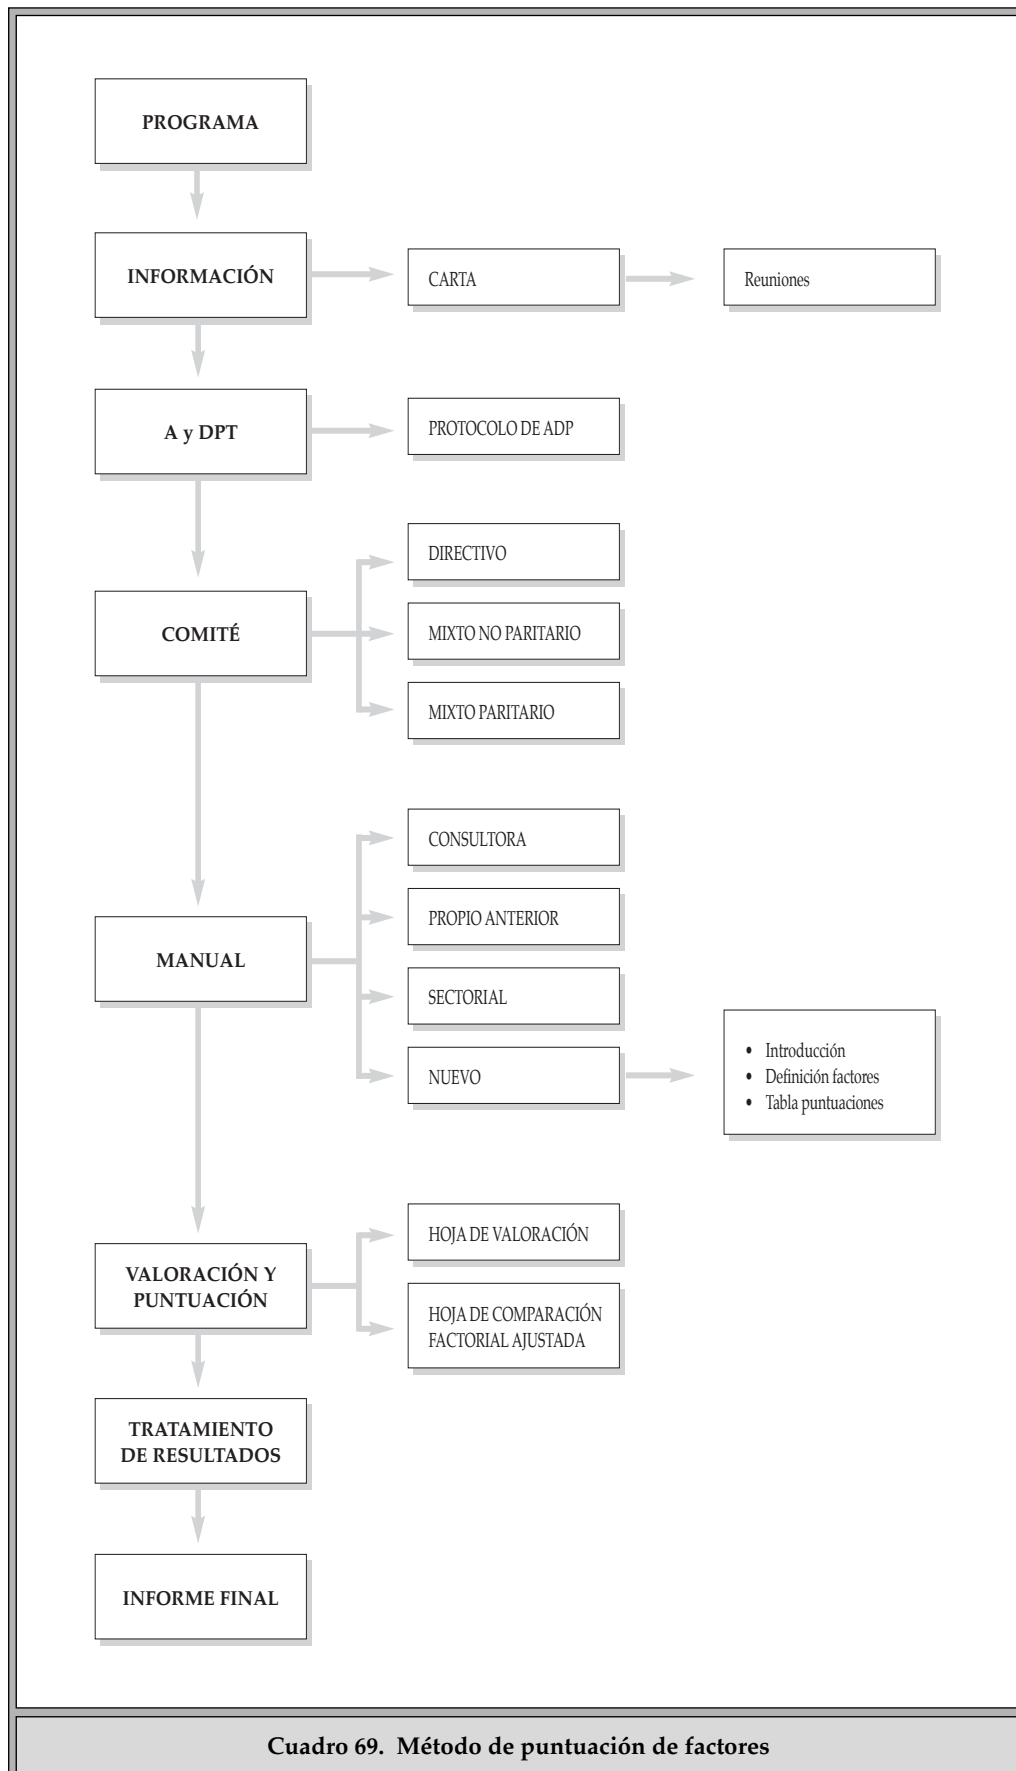 PROGRAMA
INFORMACIÓN
CARTA
Reuniones
A y DPT
PROTOCOLO DE ADP
COMITÉ
DIRECTIVO
MIXTO NO PARITARIO
MIXTO PARITARIO
MANUAL
CONSULTORA
PROPIO ANTERIOR
SECTORIAL
NUEVO
• Introducción
• Definición factores
• Tabla puntuaciones
VALORACIÓN Y
PUNTUACIÓN
HOJA DE VALORACIÓN
HOJA DE COMPARACIÓN
FACTORIAL AJUSTADA
TRATAMIENTO
DE RESULTADOS
INFORME FINAL
Cuadro 69. Método de puntuación de factores